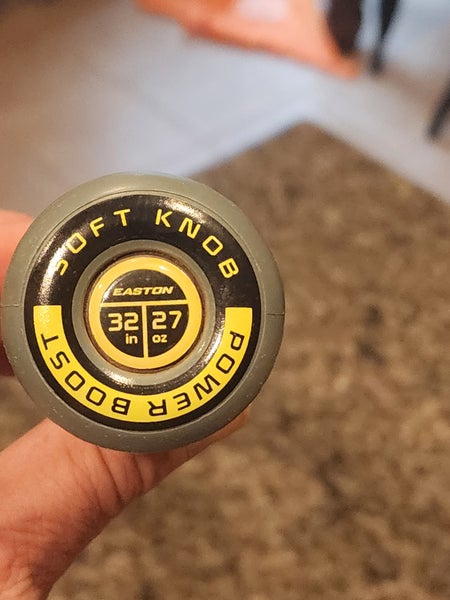 SOFT KNOB
EASTON
32 27
in oz
POWER BOOST